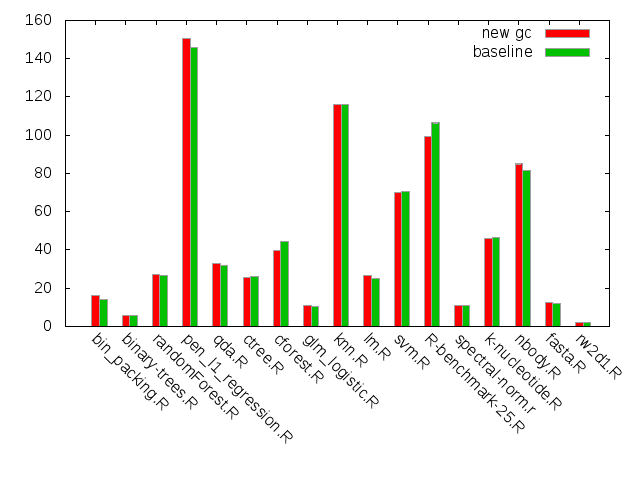 160
140
120
100
80
60
40
20
0
new gc
baseline
bin_packing.R
binary-trees.R
randomForest.R
pen_l1_regression.R
qda.R
ctree.R
cforest.R
glm_logistic.R
knn.R
lm.R
svm.R
R-benchmark-25.R
spectral-norm.r
k-nucleotide.R
nbody.R
fasta.R
rw2d1.R